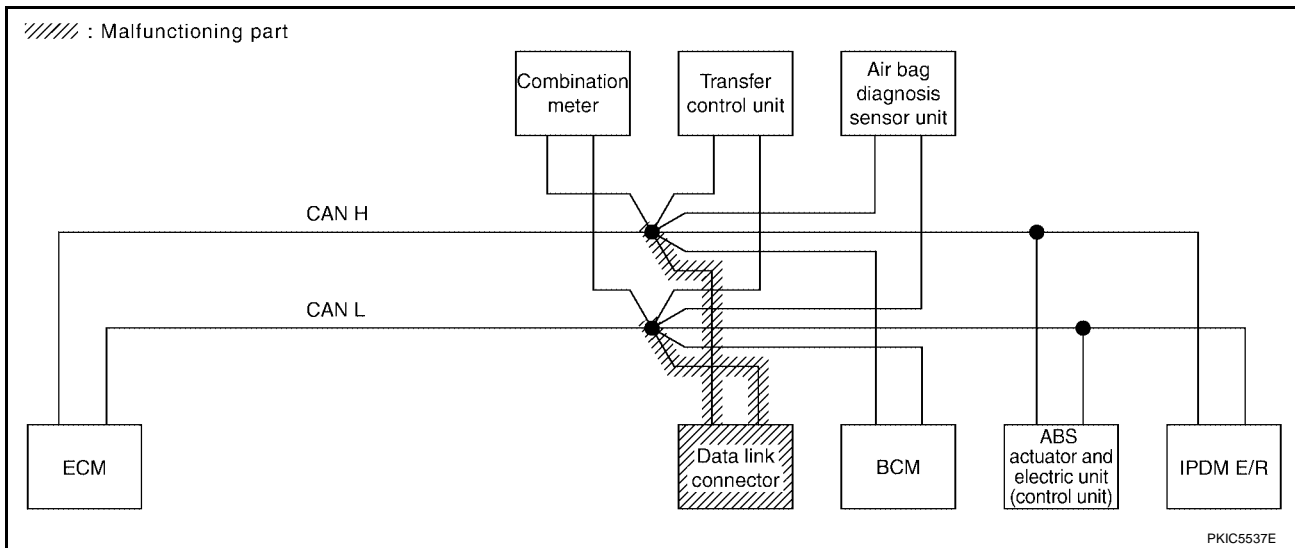 : Malfunctioning part
Combination
meter
Transfer
control unit
Air bag
diagnosis
sensor unit
CAN H
CAN L
ECM
Data link
connector
BCM
ABS
actuator and
electric unit
(control unit)
IPDM E/R
PKIC5537E